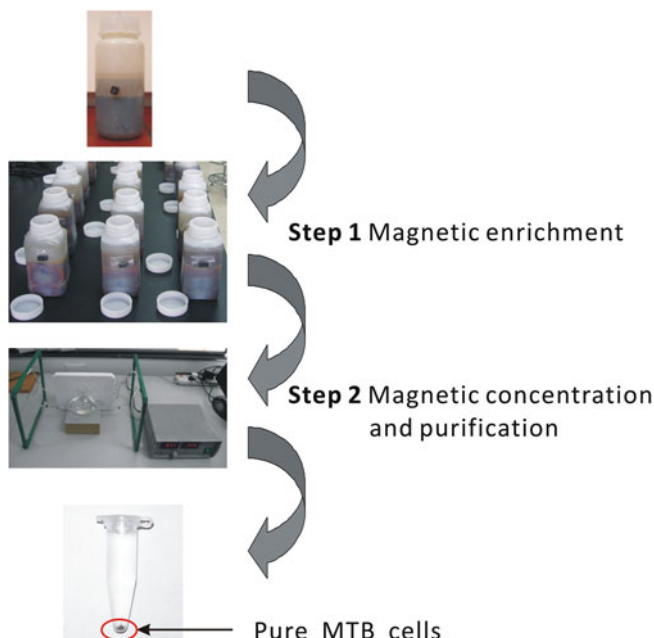 Step 1 Magnetic enrichment
Step 2 Magnetic concentration
and purification
Pure MTB cells